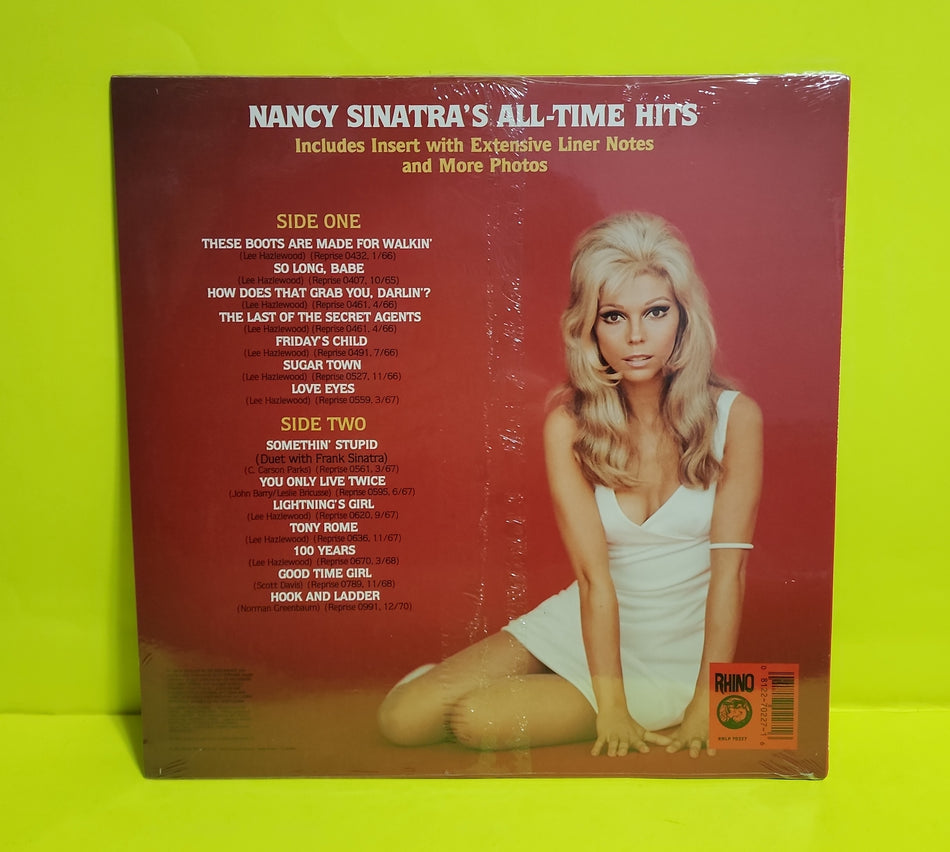 NANCY SINATRA'S ALL-TIME HITS
Includes Insert with Extensive Liner Notes
and More Photos
SIDE ONE
THESE BOOTS ARE MADE FOR WALKIN'
(Lee Hazlewood) (Reprise 0432, 1/66)
SO LONG, BABE
(Lee Hazlewood) (Reprise 0407, 10/65)
HOW DOES THAT GRAB YOU, DARLIN'?
(Lee Hazlewood) (Reprise 0461, 4/66)
THE LAST OF THE SECRET AGENTS
(Lee Hazlewood) (Reprise 0461, 4/66)
FRIDAY'S CHILD
(Lee Hazlewood) (Reprise 0491, 7/66)
SUGAR TOWN
(Lee Hazlewood) (Reprise 0527, 11/66)
LOVE EYES
(Lee Hazlewood) (Reprise 0559, 3/67)
SIDE TWO
SOMETHIN' STUPID
(Duet with Frank Sinatra)
(C. Carson Parks) (Reprise 0561, 3/67)
YOU ONLY LIVE TWICE
(John Barry/Leslie Bricusse) (Reprise 0595, 6/67)
LIGHTNING'S GIRL
(Lee Hazlewood) (Reprise 0620, 9/67)
TONY ROME
(Lee Hazlewood) (Reprise 0636, 11/67)
100 YEARS
(Lee Hazlewood) (Reprise 0670, 3/68)
GOOD TIME GIRL
(Scott Davis) (Reprise 0789, 11/68)
HOOK AND LADDER
(Norman Greenbaum) (Reprise 0991, 12/70)
RHINO
RNLP 70227
0 8122-70227-1 6